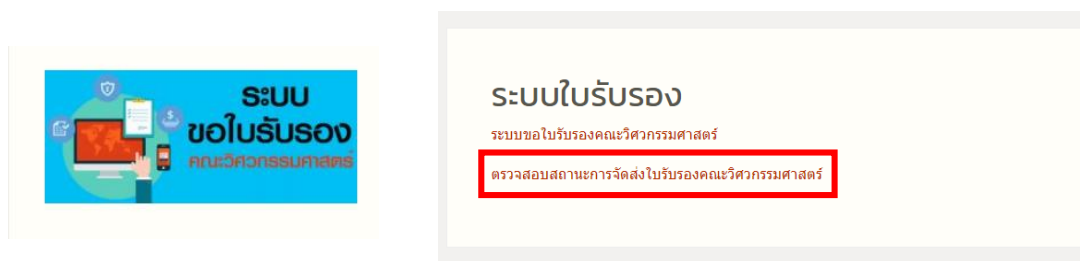 ระบบ
ขอใบรับรอง
คณะวิศวกรรมศาสตร์
ระบบใบรับรอง
ระบบขอใบรับรองคณะวิศวกรรมศาสตร์
ตรวจสอบสถานะการจัดส่งใบรับรองคณะวิศวกรรมศาสตร์